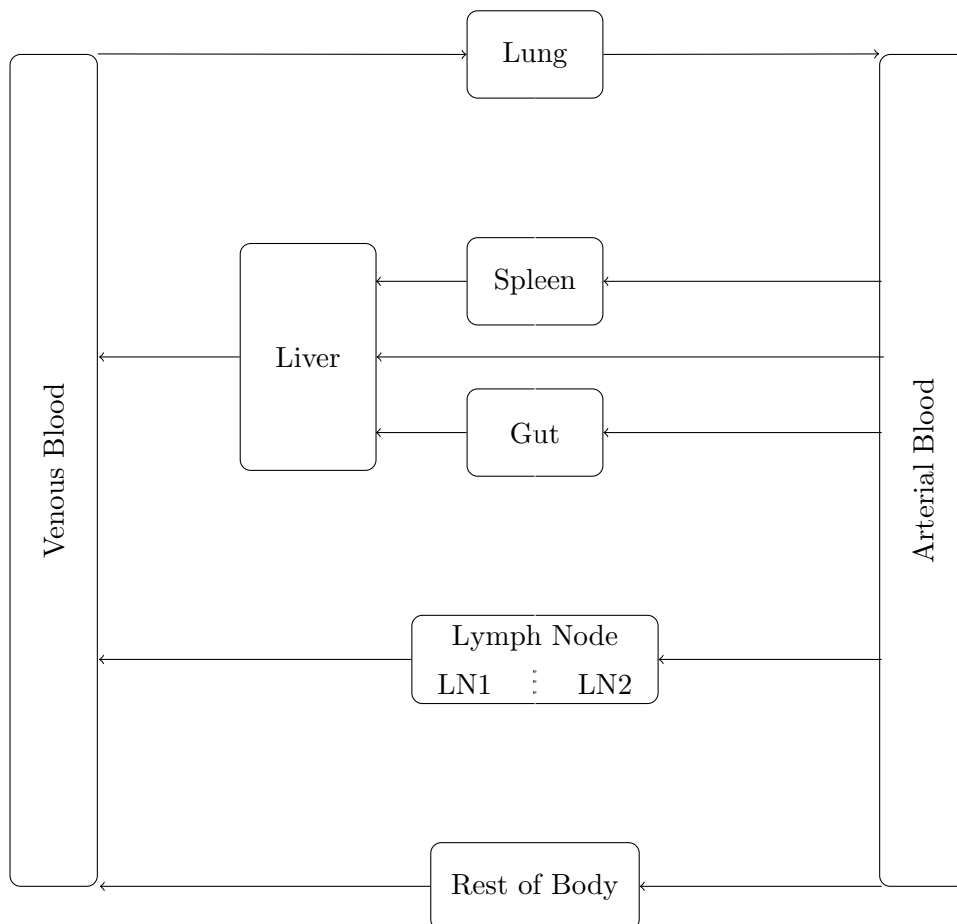 Lung
Spleen
Liver
Gut
Venous Blood
Arterial Blood
Lymph Node
LN1 LN2
Rest of Body